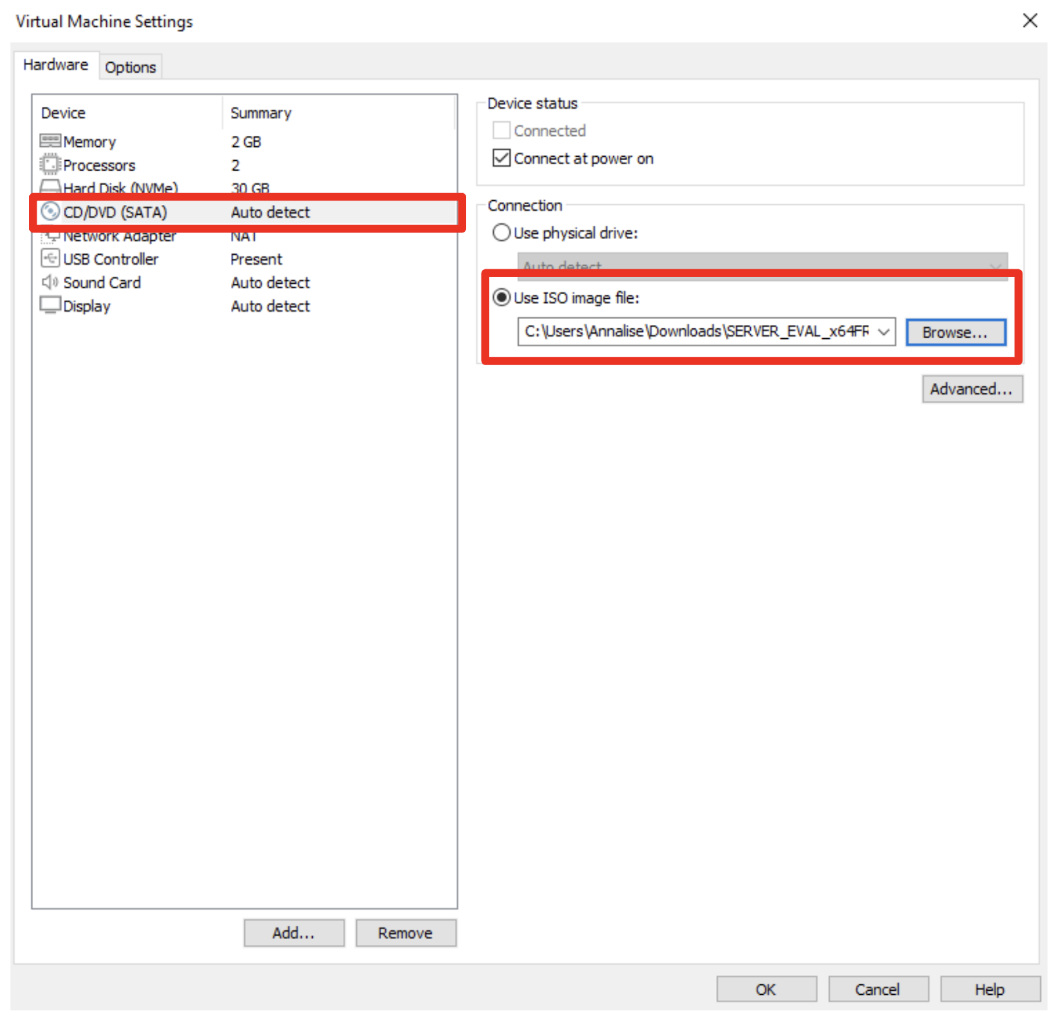 Virtual Machine Settings
Hardware
Options
Device Summary
Memory 2 GB
Processors 2
Hard Disk (NVMe) 30 GB
CD/DVD (SATA) Auto detect
Network Adapter NAT
USB Controller Present
Sound Card Auto detect
Display Auto detect
Add...
Remove
Device status
Connected
Connect at power on
Connection
Use physical drive:
Auto detect
Use ISO image file:
C:\Users\Annalise\Downloads\SERVER_EVAL_x64FR
Browse...
Advanced...
OK
Cancel
Help